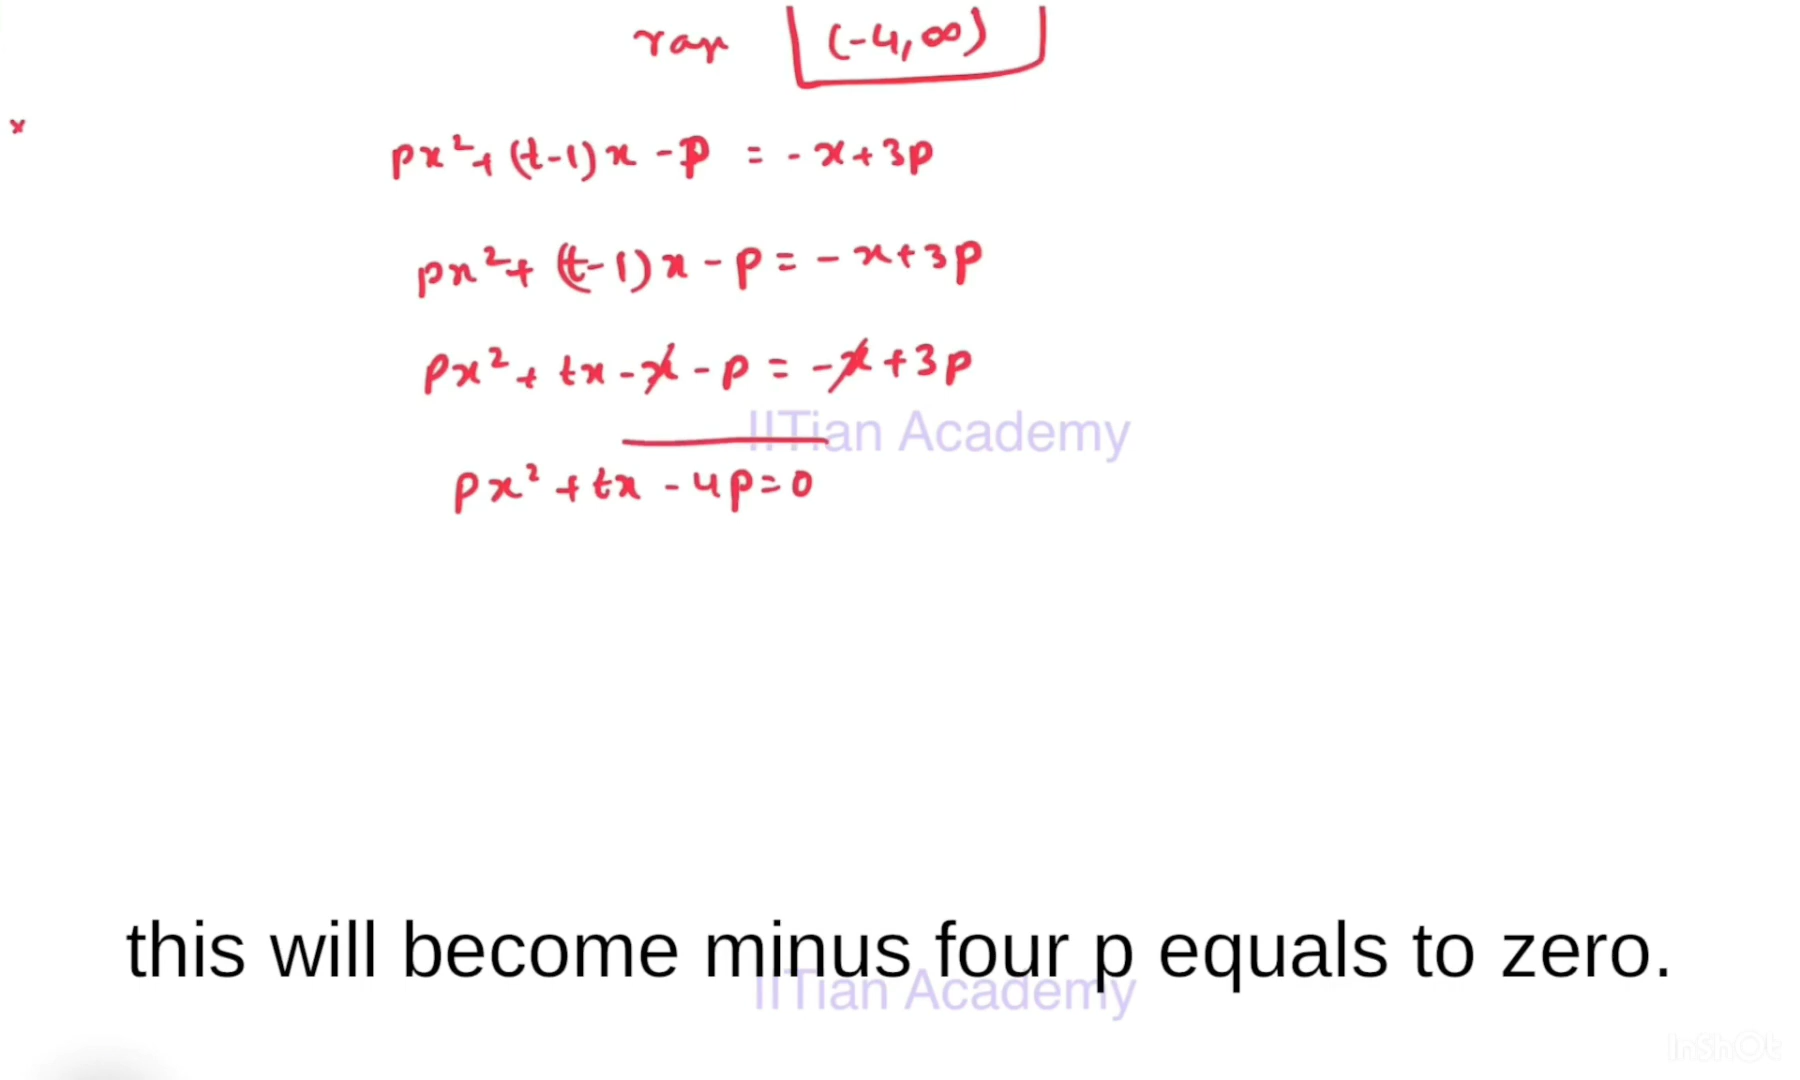 ran (-4, ∞)
x
px² + (t-1)x - p = -x + 3p
px² + (t-1)x - p = -x + 3p
px² + tx - x - p = -x + 3p
IITian Academy
px² + tx - 4p = 0
this will become minus four p equals to zero.
IITian Academy
InShOt